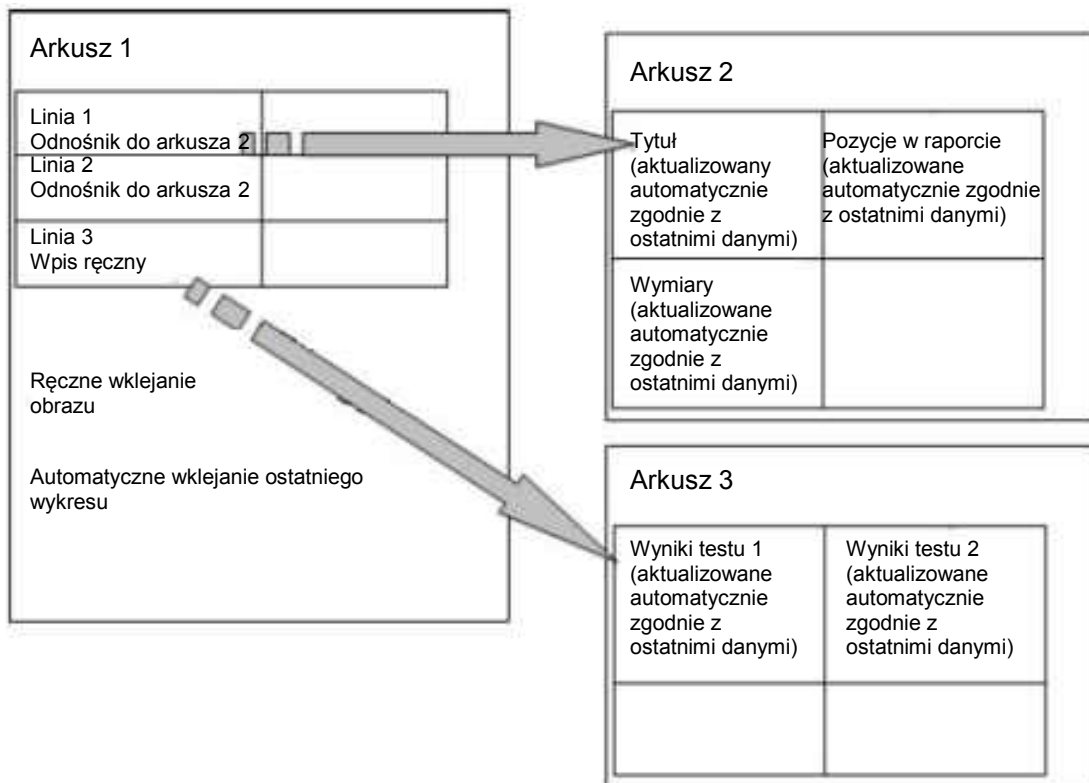 Arkusz 1
Linia 1
Odnośnik do arkusza 2
Linia 2
Odnośnik do arkusza 2
Linia 3
Wpis ręczny
Ręczne wklejanie
obrazu
Automatyczne wklejanie ostatniego
wykresu
Arkusz 2
Tytuł
(aktualizowany
automatycznie
zgodnie z
ostatnimi danymi)
Pozycje w raporcie
(aktualizowane
automatycznie zgodnie
z ostatnimi danymi)
Wymiary
(aktualizowane
automatycznie
zgodnie z
ostatnimi danymi)
Arkusz 3
Wyniki testu 1
(aktualizowane
automatycznie
zgodnie z
ostatnimi danymi)
Wyniki testu 2
(aktualizowane
automatycznie
zgodnie z
ostatnimi danymi)